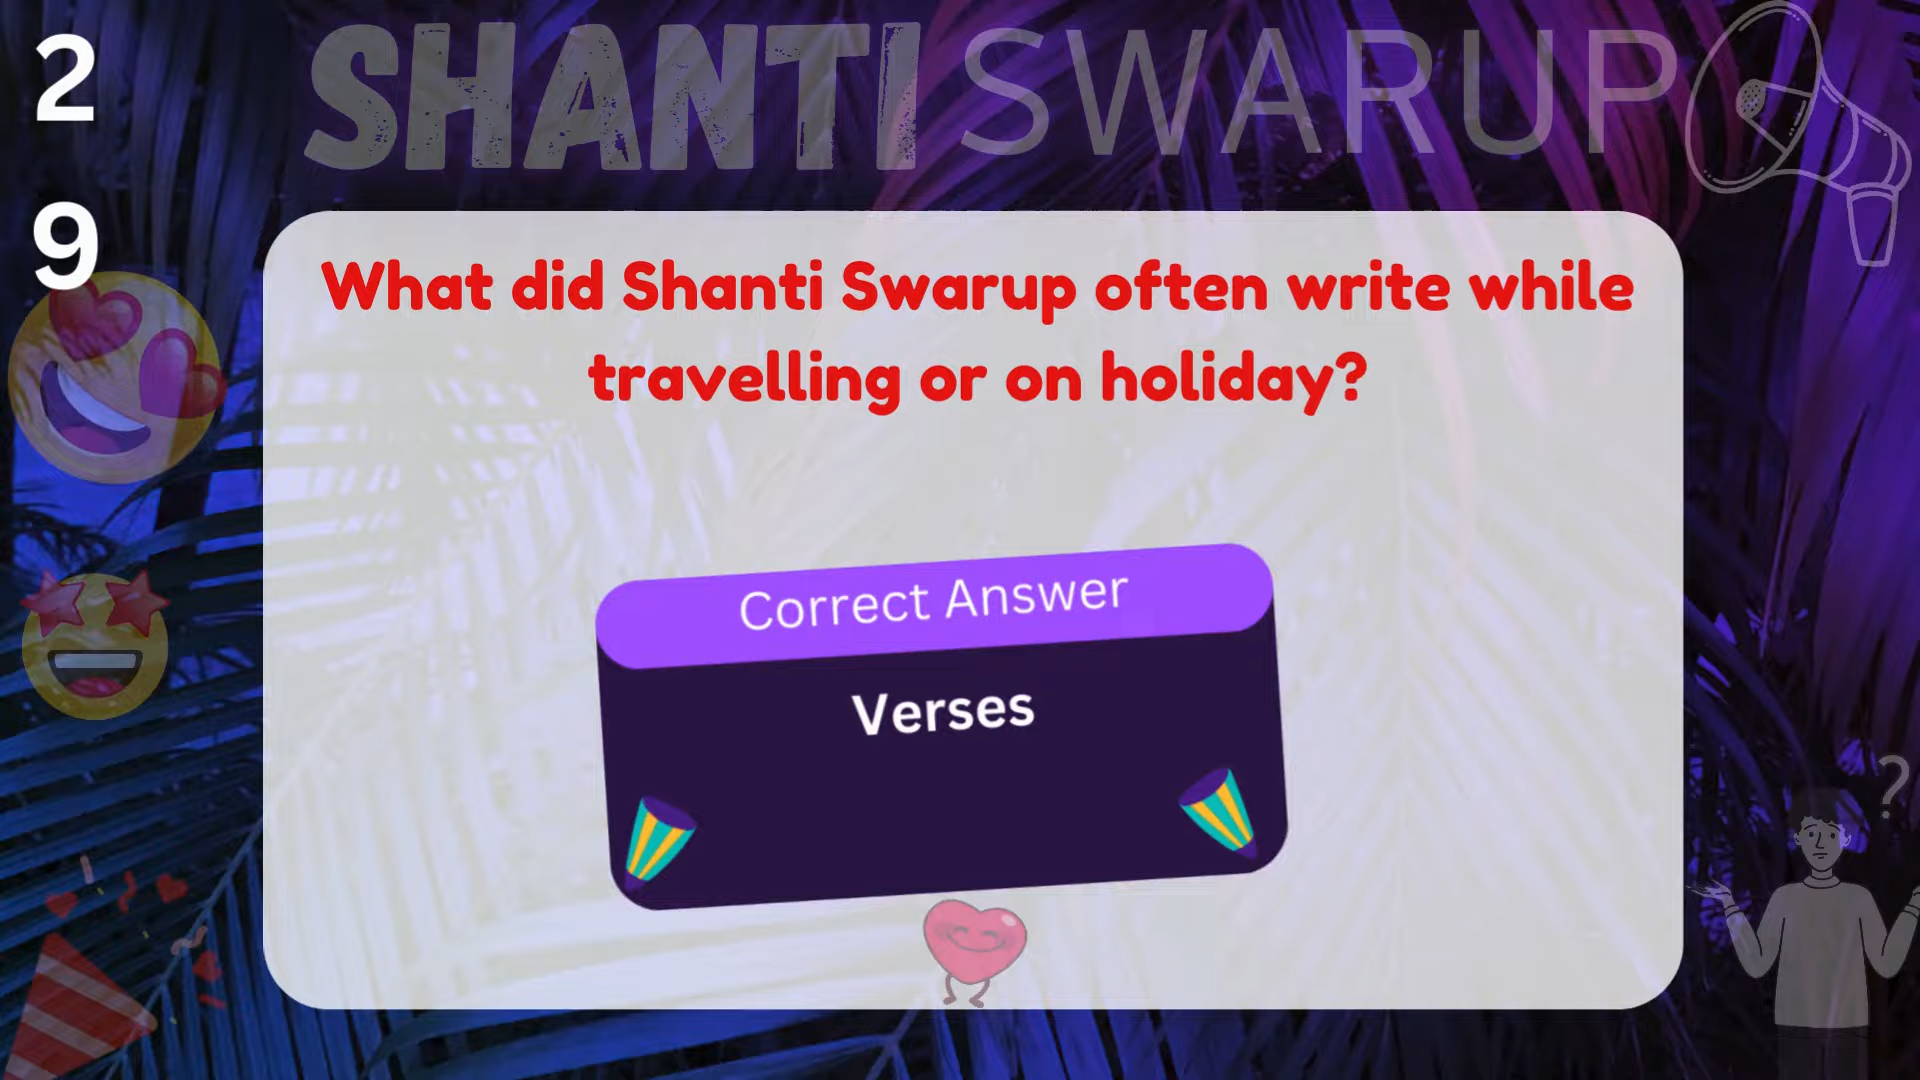 2
9
SHANTI SWARUP
What did Shanti Swarup often write while
travelling or on holiday?
Correct Answer
Verses
?